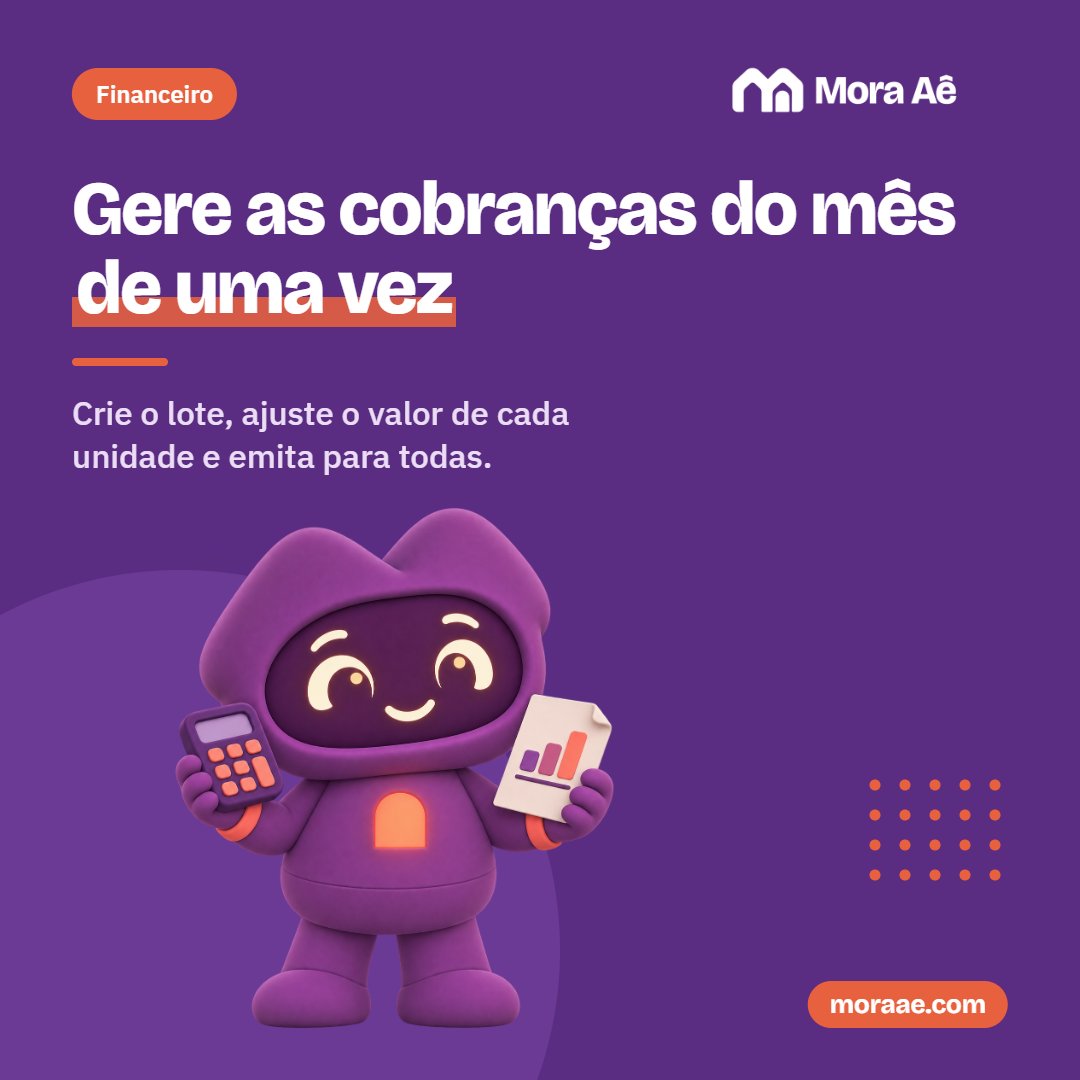 Financeiro
Mora Aê
Gere as cobranças do mês
de uma vez
Crie o lote, ajuste o valor de cada
unidade e emita para todas.
moraae.com